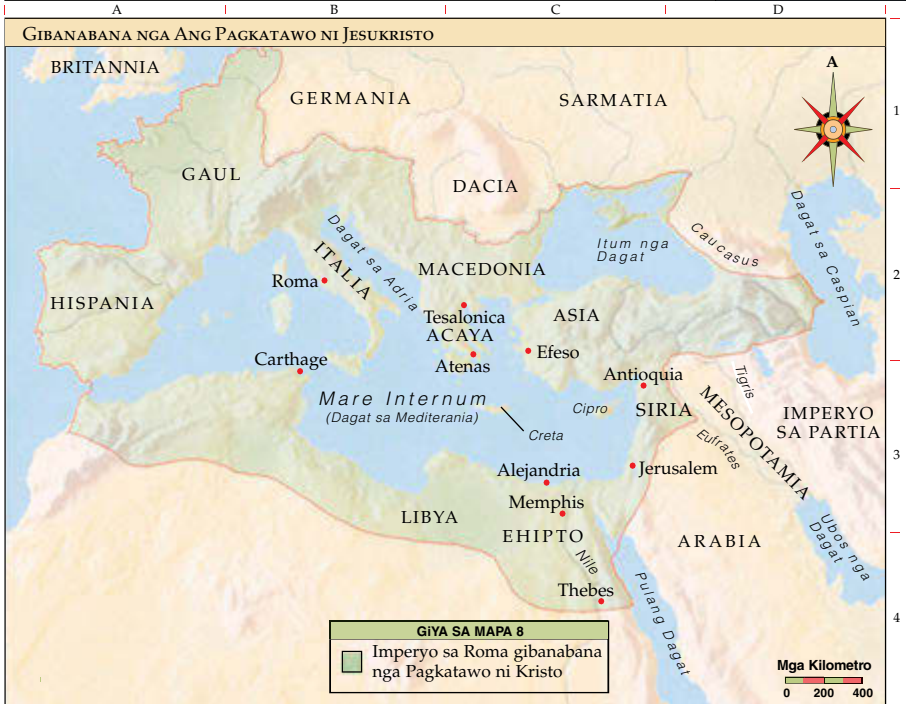 A B C D
Gibanabana nga Ang Pagkatawo ni Jesukristo
BRITANNIA
A
GERMANIA
SARMATIA
1
GAUL
DACIA
Dagat sa Caspian
Dagat sa Adria
Itum nga
Dagat
Caucasus
ITALIA
MACEDONIA
2
Roma
HISPANIA
Tesalonica
ASIA
ACAYA
Efeso
Carthage
Atenas
Antioquia
Tigris
Mare Internum
(Dagat sa Mediterania)
Cipro
SIRIA
MESOPOTAMIA
IMPERYO
SA PARTIA
Creta
Eufrates
3
Alejandria
Jerusalem
Memphis
LIBYA
EHIPTO
ARABIA
Ubos nga
Dagat
Nile
Thebes
Pulang Dagat
4
GiYA SA MAPA 8
Imperyo sa Roma gibanabana
nga Pagkatawo ni Kristo
Mga Kilometro
0 200 400